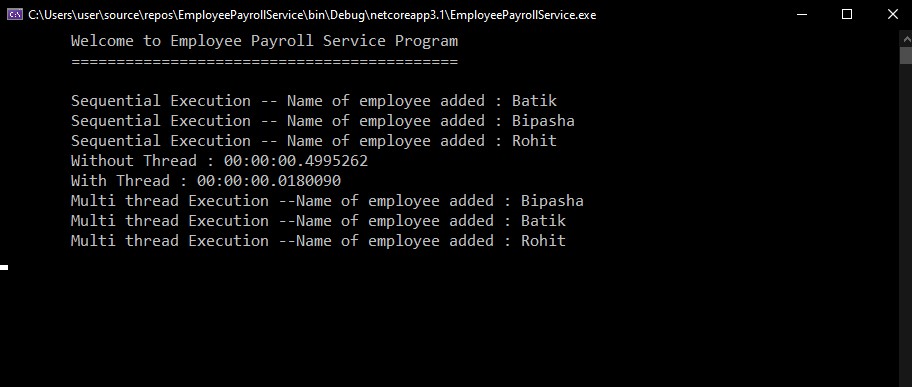 C:\Users\user\source\repos\EmployeePayrollService\bin\Debug\netcoreapp3.1\EmployeePayrollService.exe
Welcome to Employee Payroll Service Program
===========================================
Sequential Execution -- Name of employee added : Batik
Sequential Execution -- Name of employee added : Bipasha
Sequential Execution -- Name of employee added : Rohit
Without Thread : 00:00:00.4995262
With Thread : 00:00:00.0180090
Multi thread Execution --Name of employee added : Bipasha
Multi thread Execution --Name of employee added : Batik
Multi thread Execution --Name of employee added : Rohit